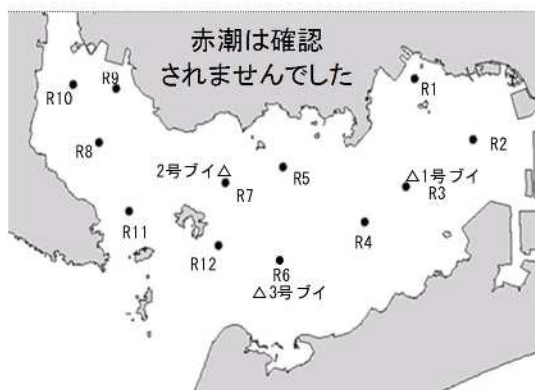 赤潮は確認
されませんでした
R10
R9
R1
R8
R2
2号ブイ△
R5
△1号ブイ
R7
R3
R11
R4
R12
R6
△3号ブイ